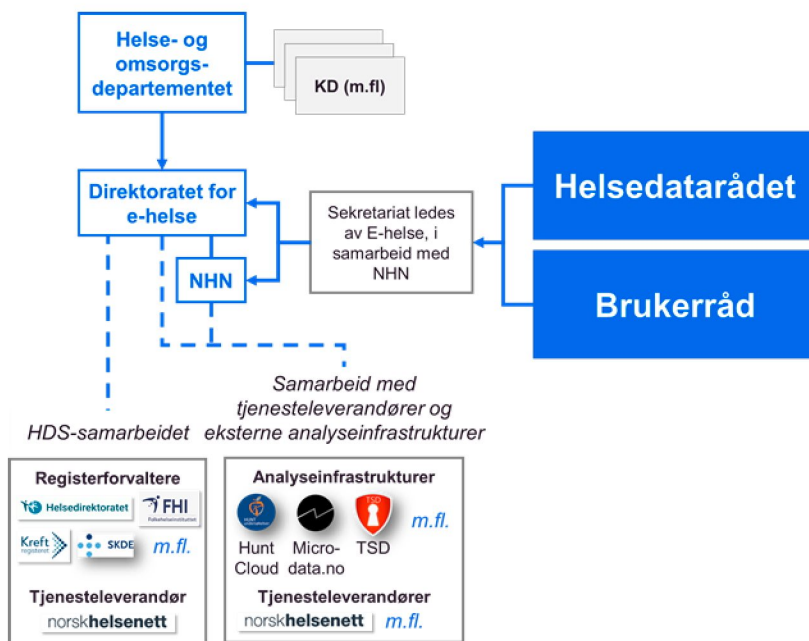 Helse- og
omsorgs-
departementet
KD (m.fl)
Direktoratet for
e-helse
NHN
Sekretariat ledes
av E-helse, i
samarbeid med
NHN
Helsedatarådet
Brukerråd
HDS-samarbeidet
Samarbeid med
tjenesteleverandører og
eksterne analyseinfrastrukturer
Registerforvaltere
Helsedirektoratet
FHI
Folkehelseinstituttet
Kreft
registeret
SKDE
m.fl.
Tjenesteleverandør
norskhelsenett
Analyseinfrastrukturer
HUNT
TSD
Hunt
Cloud
Micro-
data.no
TSD
m.fl.
Tjenesteleverandører
norskhelsenett
m.fl.